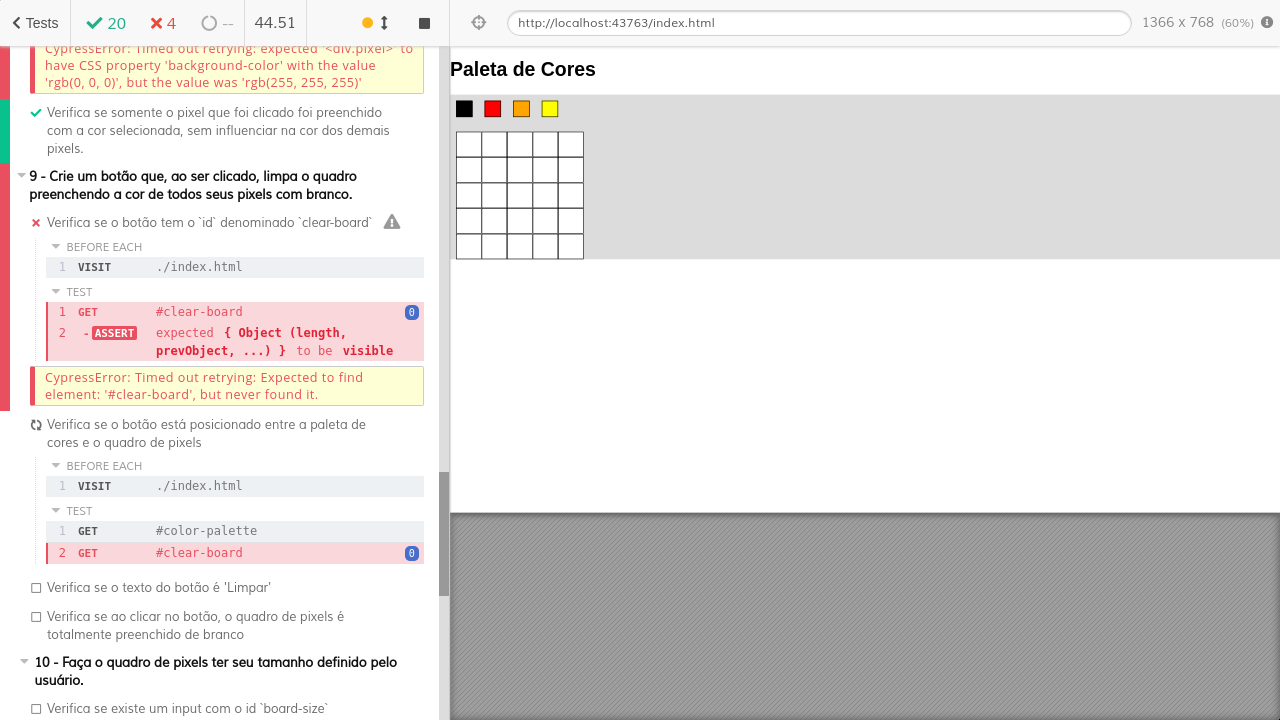 Tests
20
4
--
44.51
http://localhost:43763/index.html
1366 x 768 (60%)
CypressError: Timed out retrying: expected '<div.pixel>' to
have CSS property 'background-color' with the value
'rgb(0, 0, 0)', but the value was 'rgb(255, 255, 255)'
Verifica se somente o pixel que foi clicado foi preenchido
com a cor selecionada, sem influenciar na cor dos demais
pixels.
9 - Crie um botão que, ao ser clicado, limpa o quadro
preenchendo a cor de todos seus pixels com branco.
Verifica se o botão tem o `id` denominado `clear-board`
BEFORE EACH
1 VISIT ./index.html
TEST
1 GET #clear-board 0
2 -ASSERT expected { Object (length,
prevObject, ...) } to be visible
CypressError: Timed out retrying: Expected to find
element: '#clear-board', but never found it.
Verifica se o botão está posicionado entre a paleta de
cores e o quadro de pixels
BEFORE EACH
1 VISIT ./index.html
TEST
1 GET #color-palette
2 GET #clear-board 0
Verifica se o texto do botão é 'Limpar'
Verifica se ao clicar no botão, o quadro de pixels é
totalmente preenchido de branco
10 - Faça o quadro de pixels ter seu tamanho definido pelo
usuário.
Verifica se existe um input com o id `board-size`
Paleta de Cores